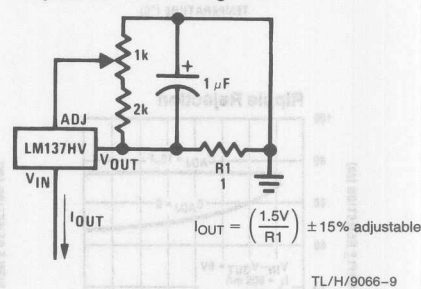 1k
+
1 μF
2k
ADJ
LM137HV
VOUT
VIN
R1
1
IOUT
IOUT = (1.5V / R1) ± 15% adjustable
TL/H/9066–9
Ripple Rejection